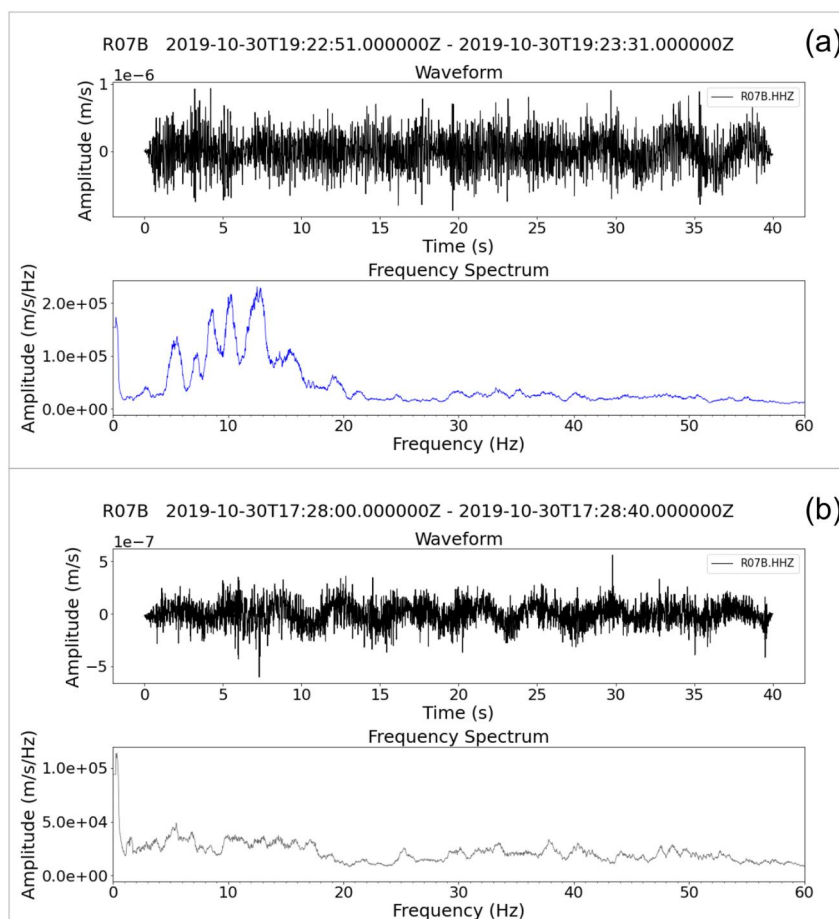 (a)
R07B 2019-10-30T19:22:51.000000Z - 2019-10-30T19:23:31.000000Z
Waveform
1e−6
R07B.HHZ
1
0
Amplitude (m/s)
0 5 10 15 20 25 30 35 40
Time (s)
Frequency Spectrum
2.0e+05
1.0e+05
0.0e+00
Amplitude (m/s/Hz)
0 10 20 30 40 50 60
Frequency (Hz)
(b)
R07B 2019-10-30T17:28:00.000000Z - 2019-10-30T17:28:40.000000Z
Waveform
1e−7
R07B.HHZ
5
0
−5
Amplitude (m/s)
0 5 10 15 20 25 30 35 40
Time (s)
Frequency Spectrum
1.0e+05
5.0e+04
0.0e+00
Amplitude (m/s/Hz)
0 10 20 30 40 50 60
Frequency (Hz)